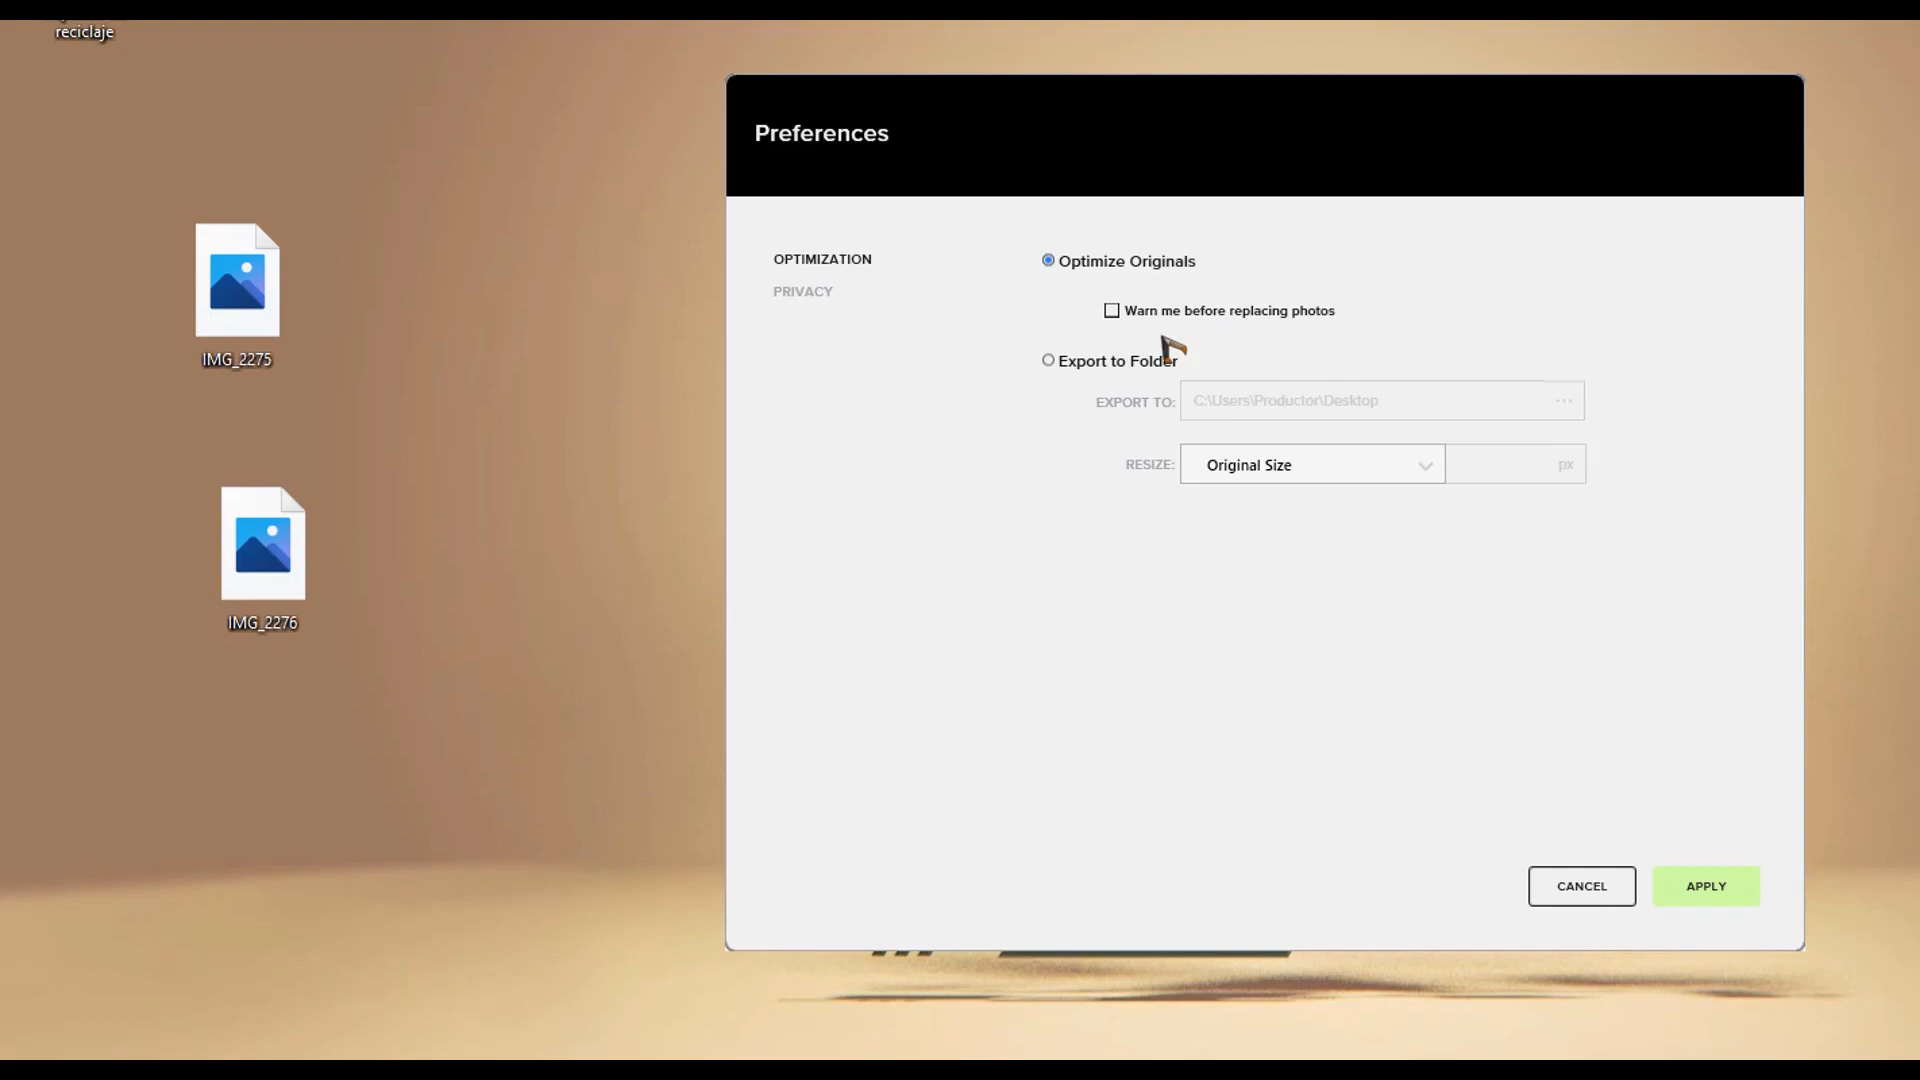 reciclaje
IMG_2275
IMG_2276
Preferences
OPTIMIZATION
PRIVACY
Optimize Originals
Warn me before replacing photos
Export to Folder
EXPORT TO: C:\Users\Productor\Desktop ...
RESIZE: Original Size px
CANCEL APPLY